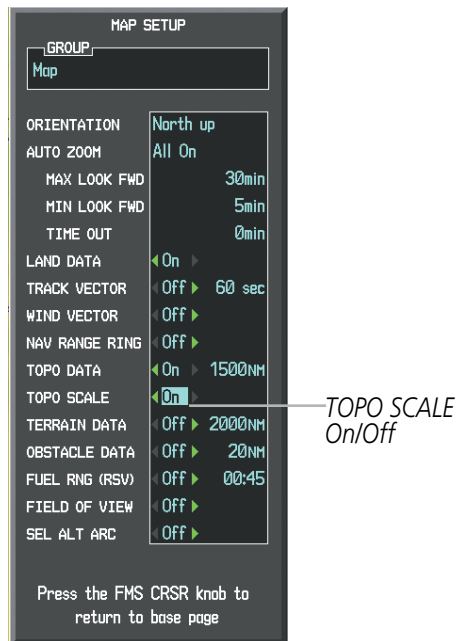 MAP SETUP
GROUP
Map
ORIENTATION North up
AUTO ZOOM All On
MAX LOOK FWD 30min
MIN LOOK FWD 5min
TIME OUT 0min
LAND DATA On
TRACK VECTOR Off 60 sec
WIND VECTOR Off
NAV RANGE RING Off
TOPO DATA On 1500NM
TOPO SCALE On
TERRAIN DATA Off 2000NM
OBSTACLE DATA Off 20NM
FUEL RNG (RSV) Off 00:45
FIELD OF VIEW Off
SEL ALT ARC Off
Press the FMS CRSR knob to
return to base page
TOPO SCALE
On/Off